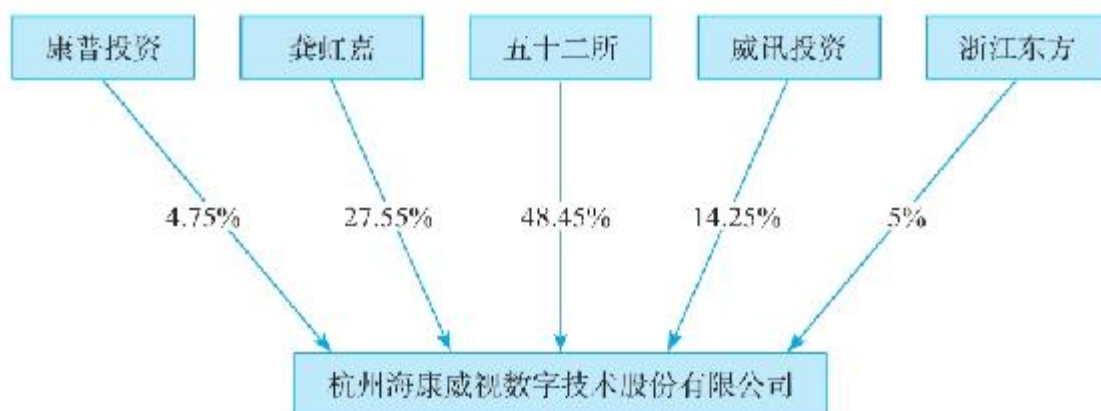 康普投资
龚虹嘉
五十二所
威讯投资
浙江东方
4.75%
27.55%
48.45%
14.25%
5%
杭州海康威视数字技术股份有限公司